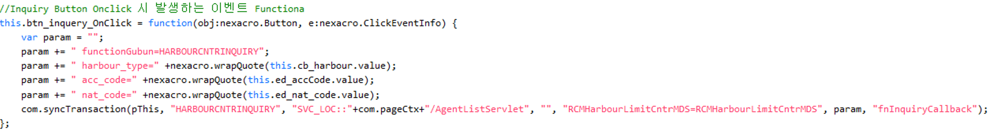 //Inquiry Button Onclick 시 발생하는 이벤트 Functiona
this.btn_inquery_OnClick = function(obj:nexacro.Button, e:nexacro.ClickEventInfo) {
    var param = "";
    param += " functionGubun=HARBOURCNTRINQUIRY";
    param += " harbour_type=" +nexacro.wrapQuote(this.cb_harbour.value);
    param += " acc_code=" +nexacro.wrapQuote(this.ed_accCode.value);
    param += " nat_code=" +nexacro.wrapQuote(this.ed_nat_code.value);
    com.syncTransaction(pThis, "HARBOURCNTRINQUIRY", "SVC_LOC::"+com.pageCtx+"/AgentListServlet", "", "RCMHarbourLimitCntrMDS=RCMHarbourLimitCntrMDS", param, "fnInquiryCallback");
};